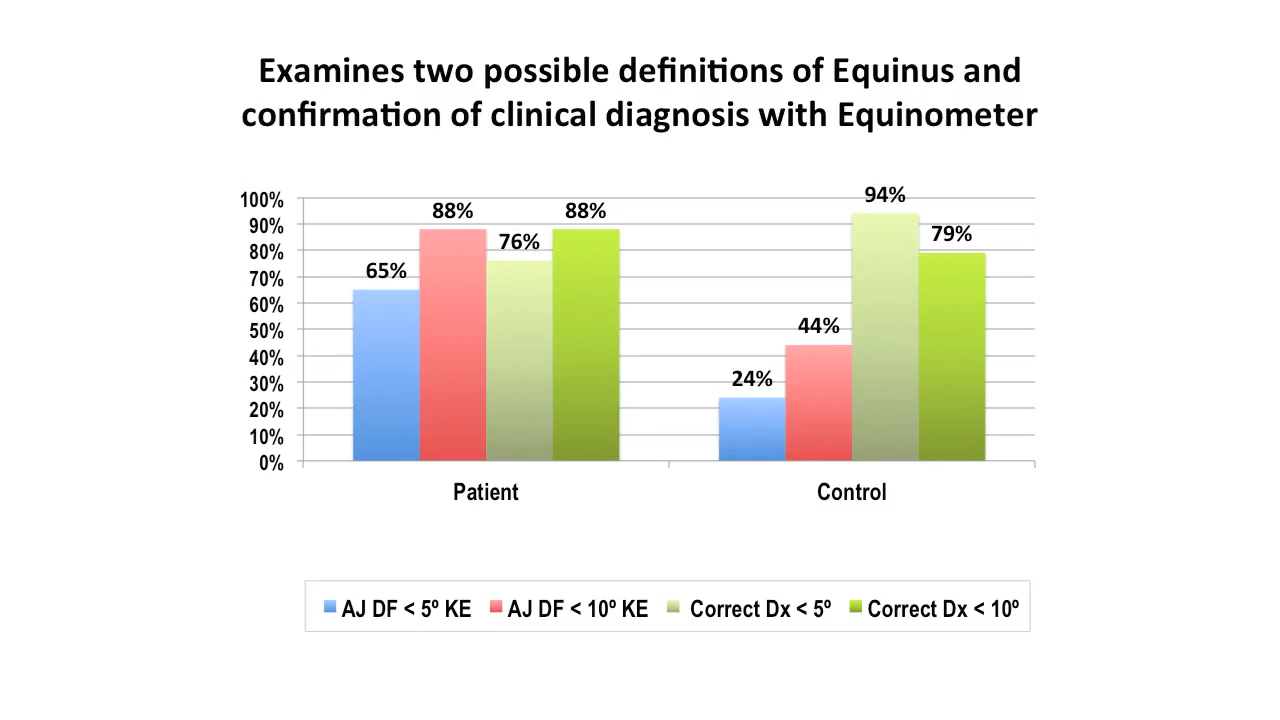 Examines two possible definitions of Equinus and
confirmation of clinical diagnosis with Equinometer
100%
90%
80%
70%
60%
50%
40%
30%
20%
10%
0%
65%
88%
76%
88%
24%
44%
94%
79%
Patient
Control
AJ DF < 5º KE
AJ DF < 10º KE
Correct Dx < 5º
Correct Dx < 10º